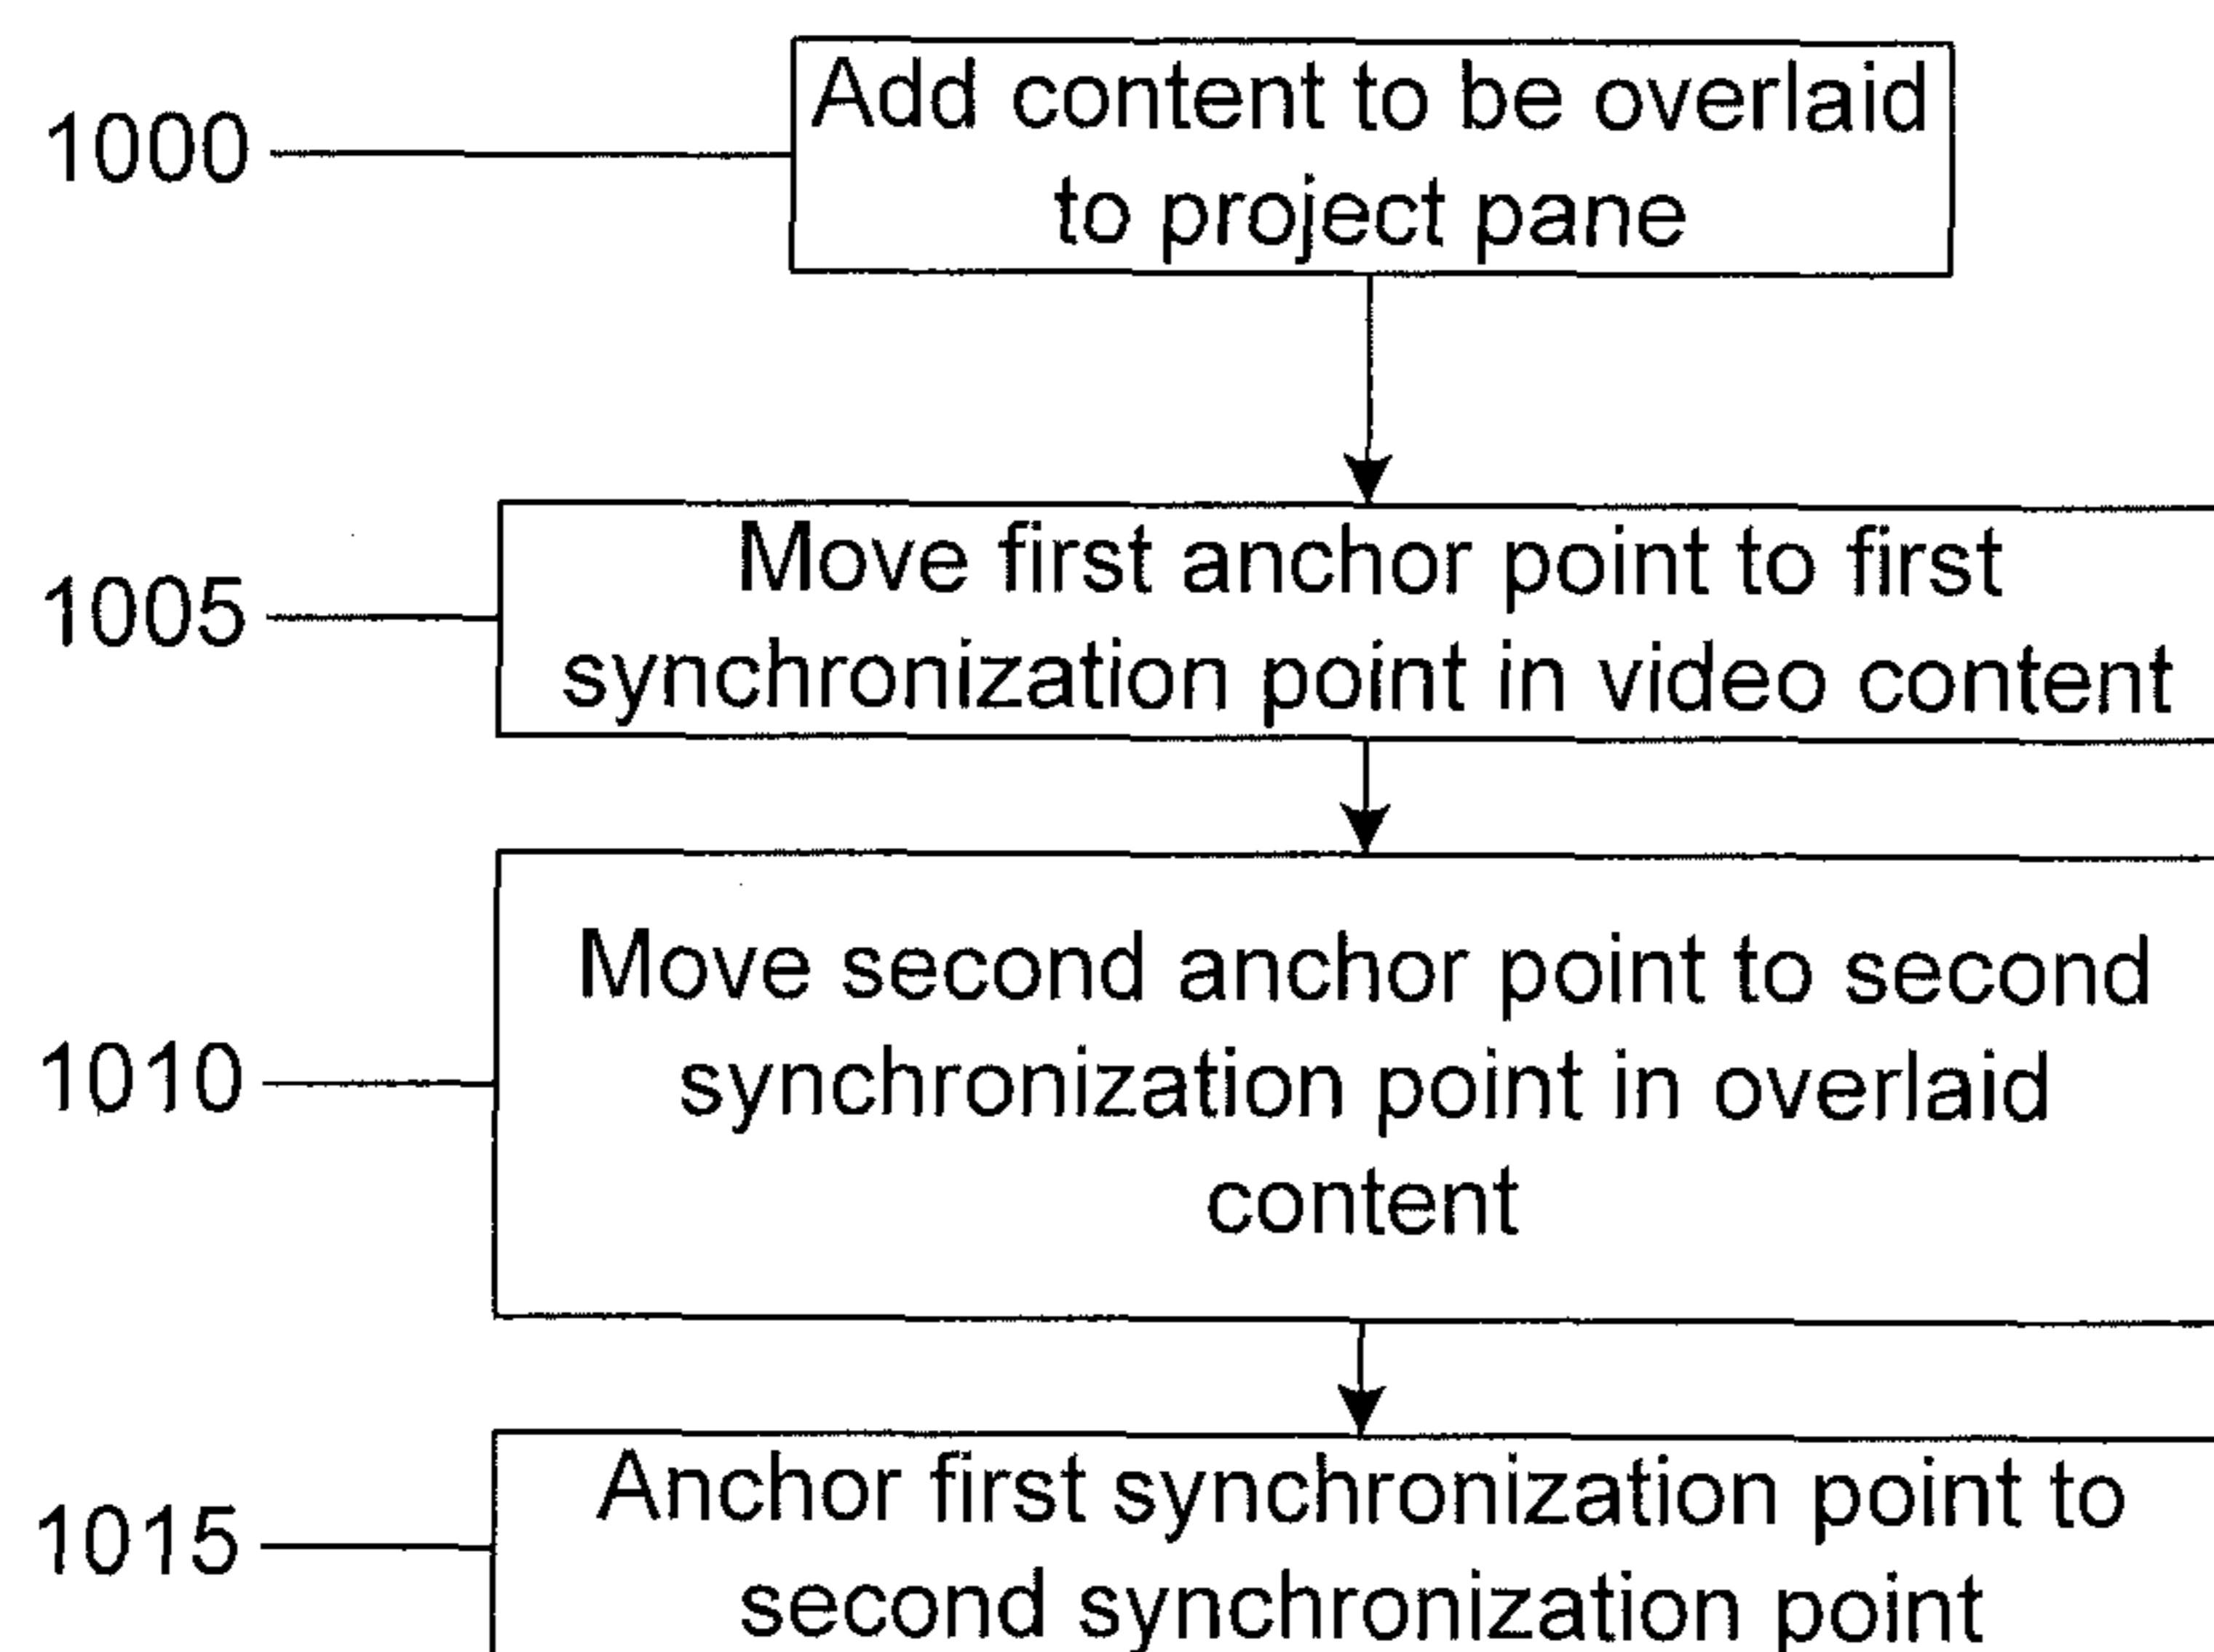 1000
Add content to be overlaid
to project pane
1005
Move first anchor point to first
synchronization point in video content
1010
Move second anchor point to second
synchronization point in overlaid
content
1015
Anchor first synchronization point to
second synchronization point